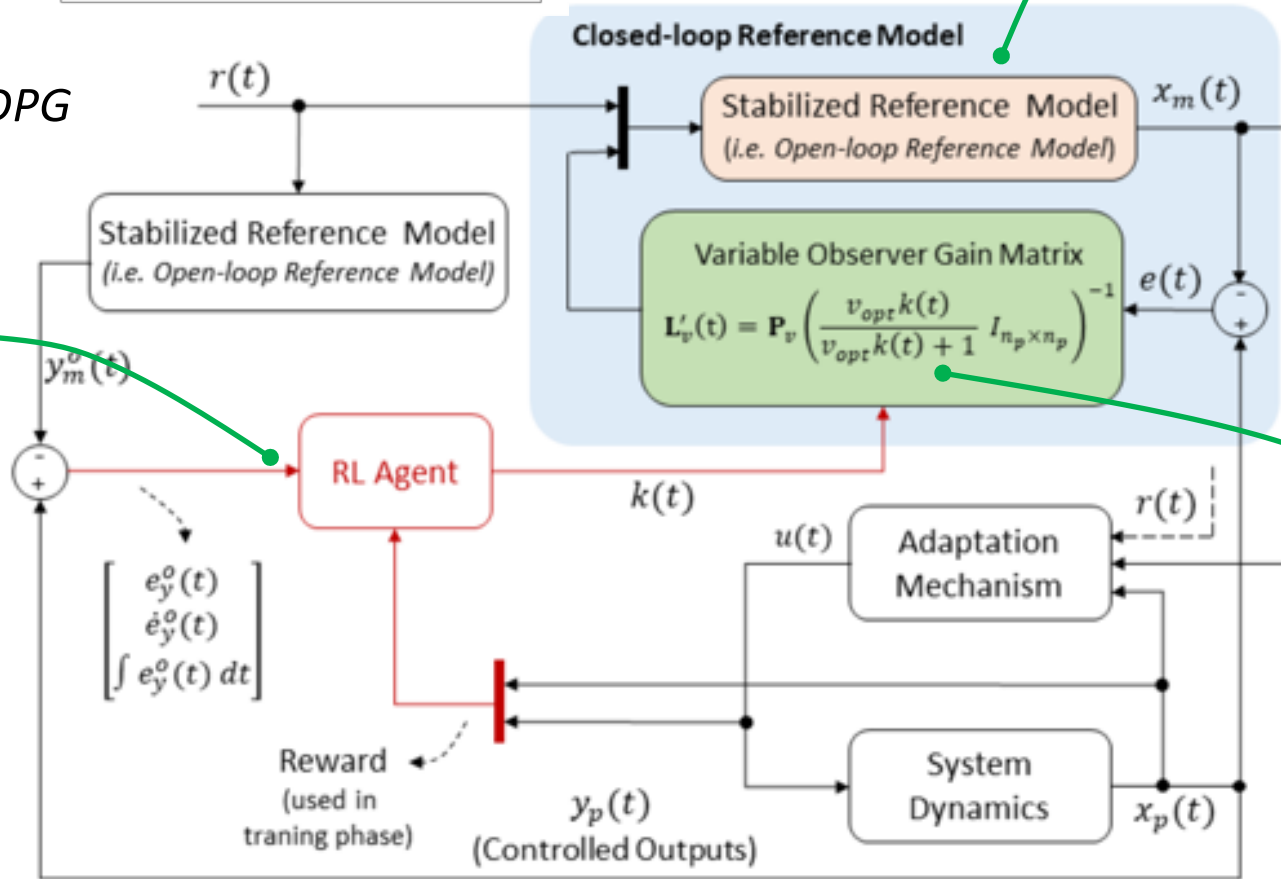 Closed-loop Reference Model
r(t)
DPG
Stabilized Reference Model
(i.e. Open-loop Reference Model)
x_m(t)
Stabilized Reference Model
(i.e. Open-loop Reference Model)
Variable Observer Gain Matrix
L'_v(t) = P_v ( v_opt k(t) / v_opt k(t) + 1 I_{n_p×n_p} )^{-1}
e(t)
-
+
y_m^o(t)
-
+
RL Agent
k(t)
r(t)
u(t)
Adaptation
Mechanism
e_y^o(t)
ė_y^o(t)
∫ e_y^o(t) dt
Reward
(used in
traning phase)
y_p(t)
(Controlled Outputs)
System
Dynamics
x_p(t)